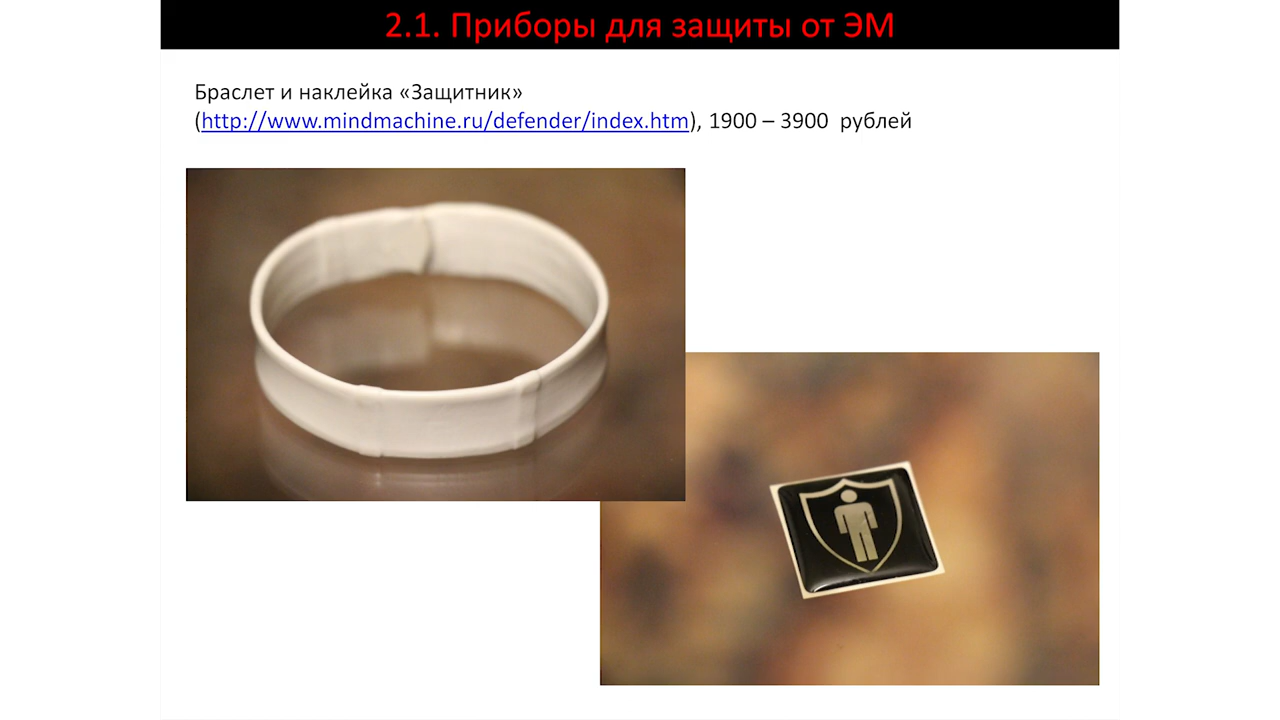 2.1. Приборы для защиты от ЭМ
Браслет и наклейка «Защитник»
(http://www.mindmachine.ru/defender/index.htm), 1900 – 3900 рублей